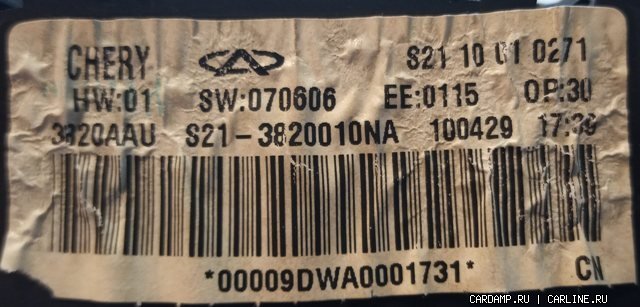 CHERY S21 10 01 0271
HW:01 SW:070606 EE:0115 OP:30
3820AAU S21-3820010NA 100429 17:39
*00009DWA0001731* CN
CARDAMP.RU / CARLINE.RU